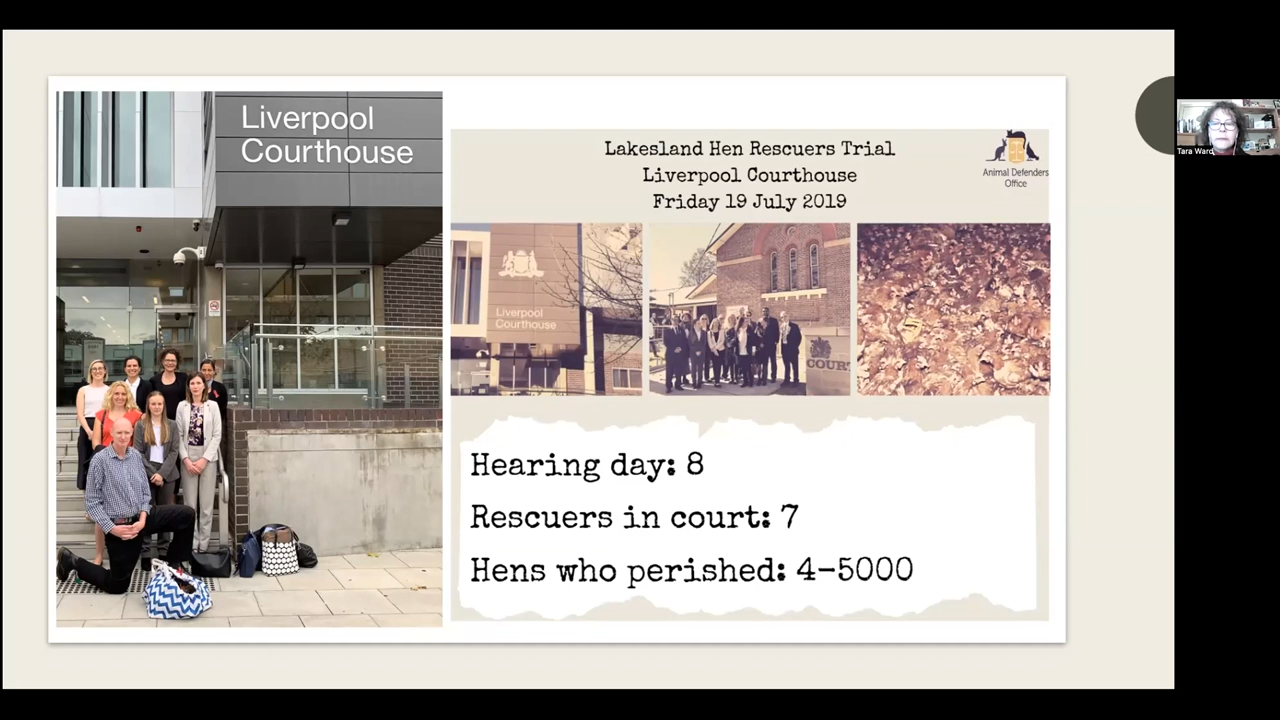 Liverpool
Courthouse
Lakesland Hen Rescuers Trial
Liverpool Courthouse
Friday 19 July 2019
Animal Defenders
Office
Liverpool
Courthouse
COURT
Hearing day: 8
Rescuers in court: 7
Hens who perished: 4-5000
Tara Ward